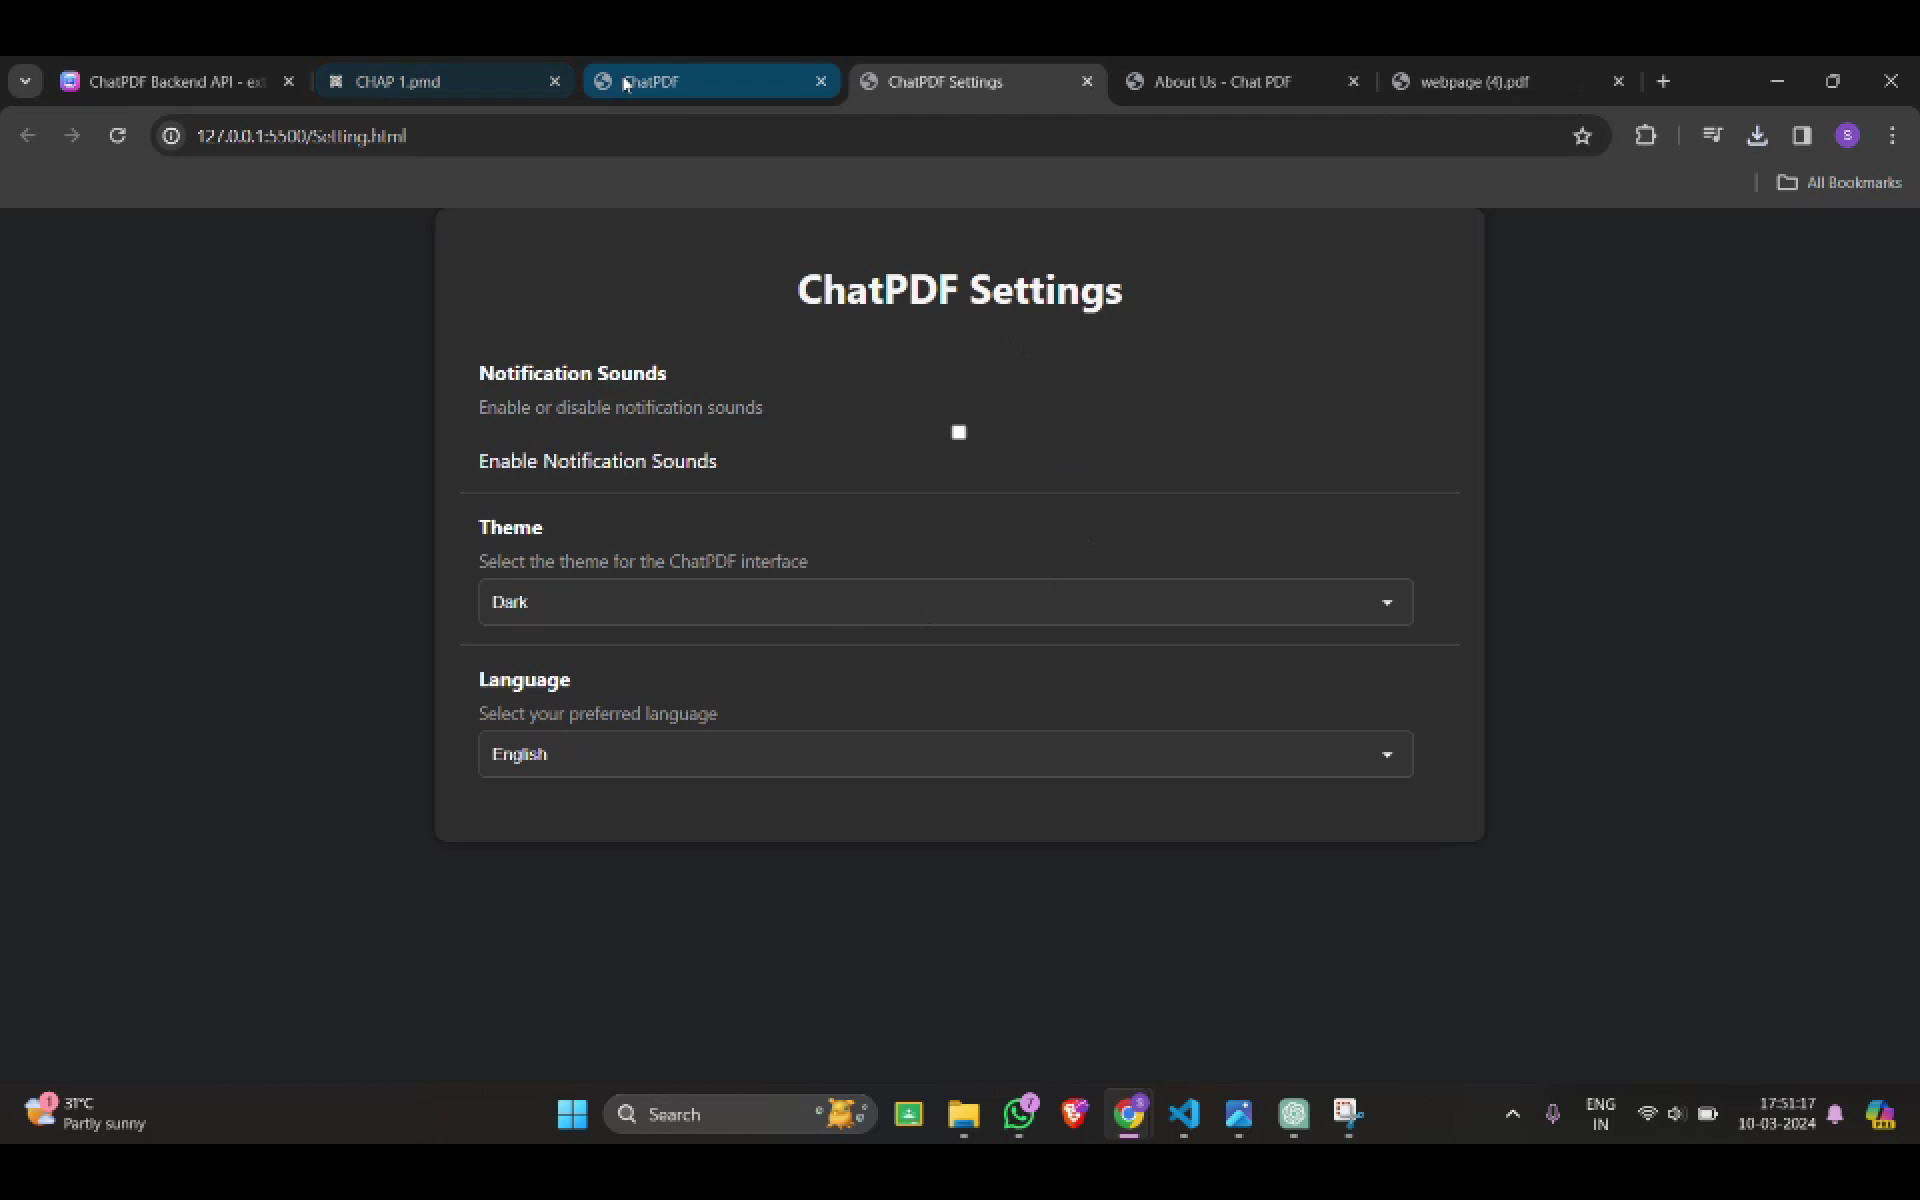 ChatPDF Backend API - ex
CHAP 1.pmd
ChatPDF
ChatPDF Settings
About Us - Chat PDF
webpage (4).pdf
127.0.0.1:5500/Setting.html
S
All Bookmarks
ChatPDF Settings
Notification Sounds
Enable or disable notification sounds
Enable Notification Sounds
Theme
Select the theme for the ChatPDF interface
Dark
Language
Select your preferred language
English
1
31°C
Partly sunny
Search
7
S
ENG
IN
17:51:17
10-03-2024